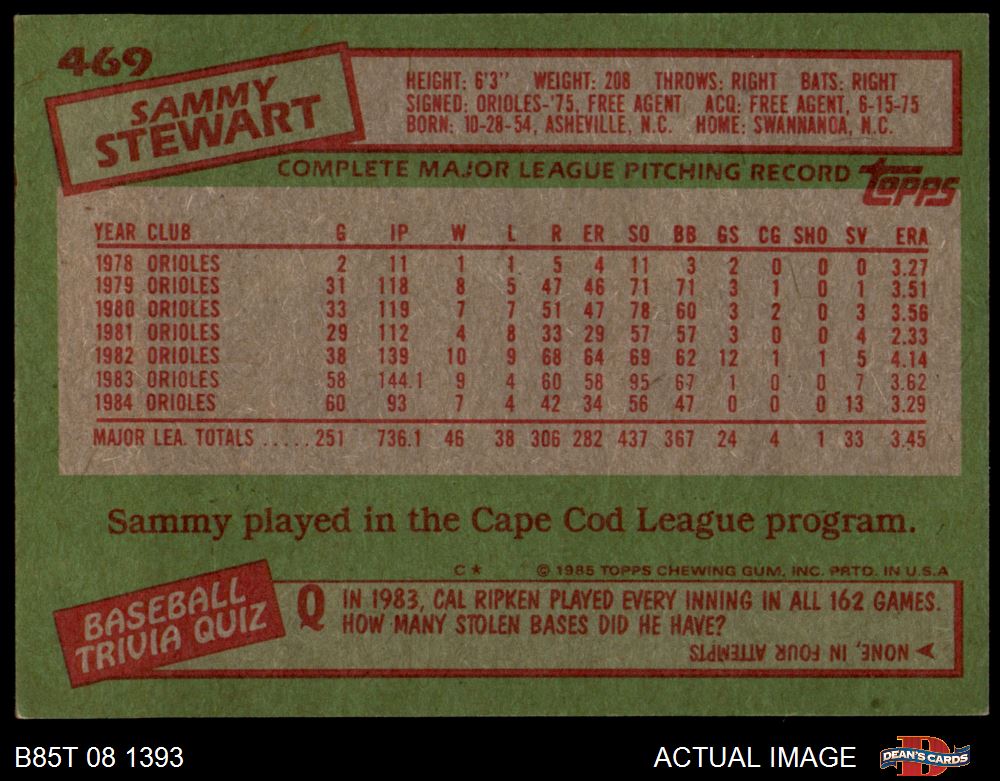 469
SAMMY
STEWART
HEIGHT: 6'3" WEIGHT: 208 THROWS: RIGHT BATS: RIGHT
SIGNED: ORIOLES-'75, FREE AGENT ACQ: FREE AGENT, 6-15-75
BORN: 10-28-54, ASHEVILLE, N.C. HOME: SWANNANOA, N.C.
COMPLETE MAJOR LEAGUE PITCHING RECORD topps
YEAR CLUB G IP W L R ER SO BB GS CG SHO SV ERA
1978 ORIOLES 2 11 1 1 5 4 11 3 2 0 0 0 3.27
1979 ORIOLES 31 118 8 5 47 46 71 71 3 1 0 1 3.51
1980 ORIOLES 33 119 7 7 51 47 78 60 3 2 0 3 3.56
1981 ORIOLES 29 112 4 8 33 29 57 57 3 0 0 4 2.33
1982 ORIOLES 38 139 10 9 68 64 69 62 12 1 1 5 4.14
1983 ORIOLES 58 144.1 9 4 60 58 95 67 1 0 0 7 3.62
1984 ORIOLES 60 93 7 4 42 34 56 47 0 0 0 13 3.29
MAJOR LEA. TOTALS ..... 251 736.1 46 38 306 282 437 367 24 4 1 33 3.45
Sammy played in the Cape Cod League program.
C* © 1985 TOPPS CHEWING GUM, INC. PRTD. IN U.S.A
BASEBALL
TRIVIA QUIZ
Q IN 1983, CAL RIPKEN PLAYED EVERY INNING IN ALL 162 GAMES.
HOW MANY STOLEN BASES DID HE HAVE?
NONE, IN FOUR ATTEMPTS
B85T 08 1393 ACTUAL IMAGE DEAN'S CARDS